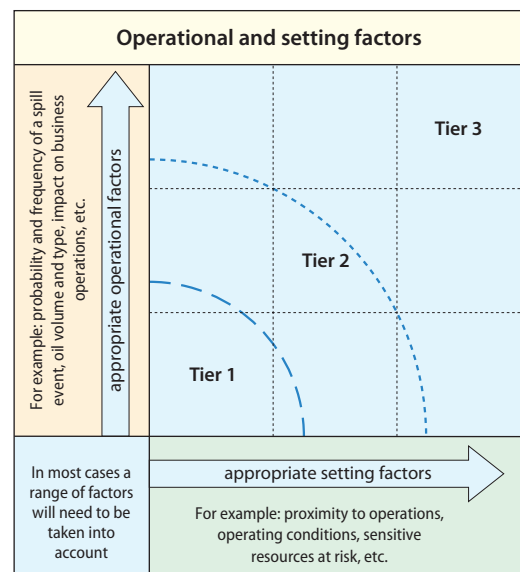 Operational and setting factors
For example: probability and frequency of a spill
event, oil volume and type, impact on business
operations, etc.
appropriate operational factors
Tier 3
Tier 2
Tier 1
In most cases a
range of factors
will need to be
taken into
account
appropriate setting factors
For example: proximity to operations,
operating conditions, sensitive
resources at risk, etc.